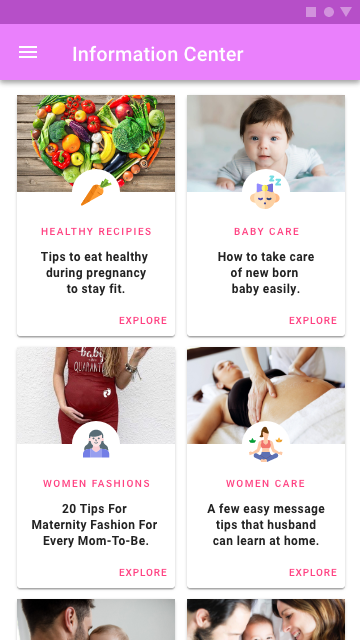 Information Center
HEALTHY RECIPIES
Tips to eat healthy
during pregnancy
to stay fit.
EXPLORE
BABY CARE
How to take care
of new born
baby easily.
EXPLORE
baby
QUARANTINE
WOMEN FASHIONS
20 Tips For
Maternity Fashion For
Every Mom-To-Be.
EXPLORE
WOMEN CARE
A few easy message
tips that husband
can learn at home.
EXPLORE